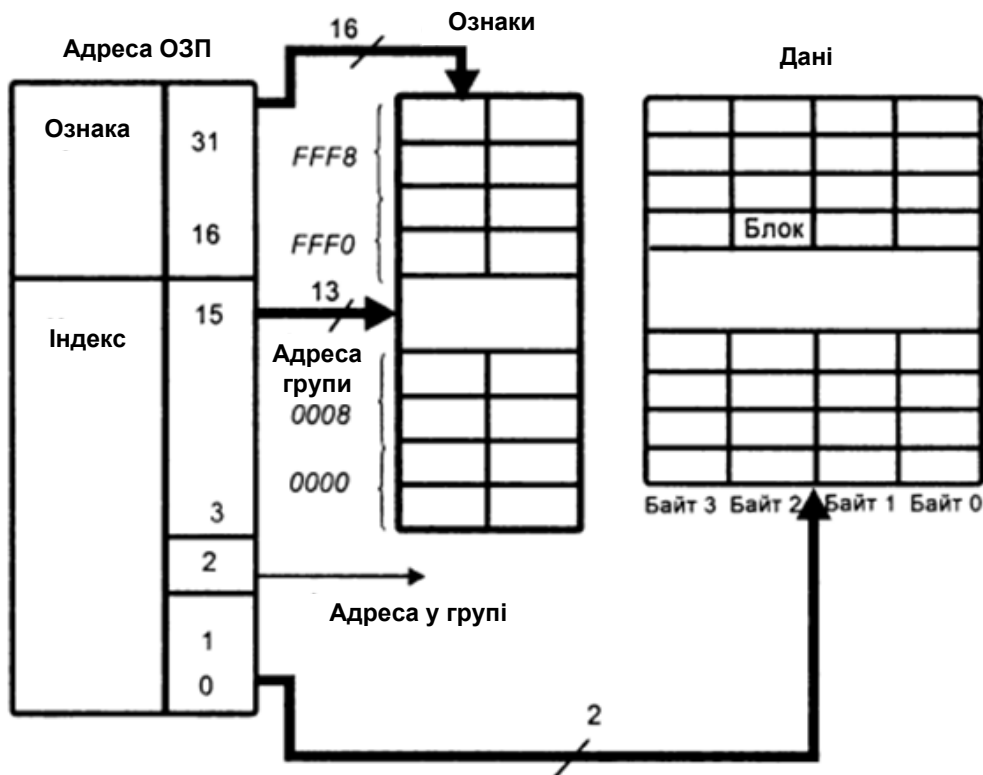 Адреса ОЗП
16
Ознаки
Дані
Ознака
31
16
FFF8
FFF0
Блок
13
15
Індекс
Адреса
групи
0008
0000
3
2
Адреса у групі
Байт 3 Байт 2 Байт 1 Байт 0
1
0
2